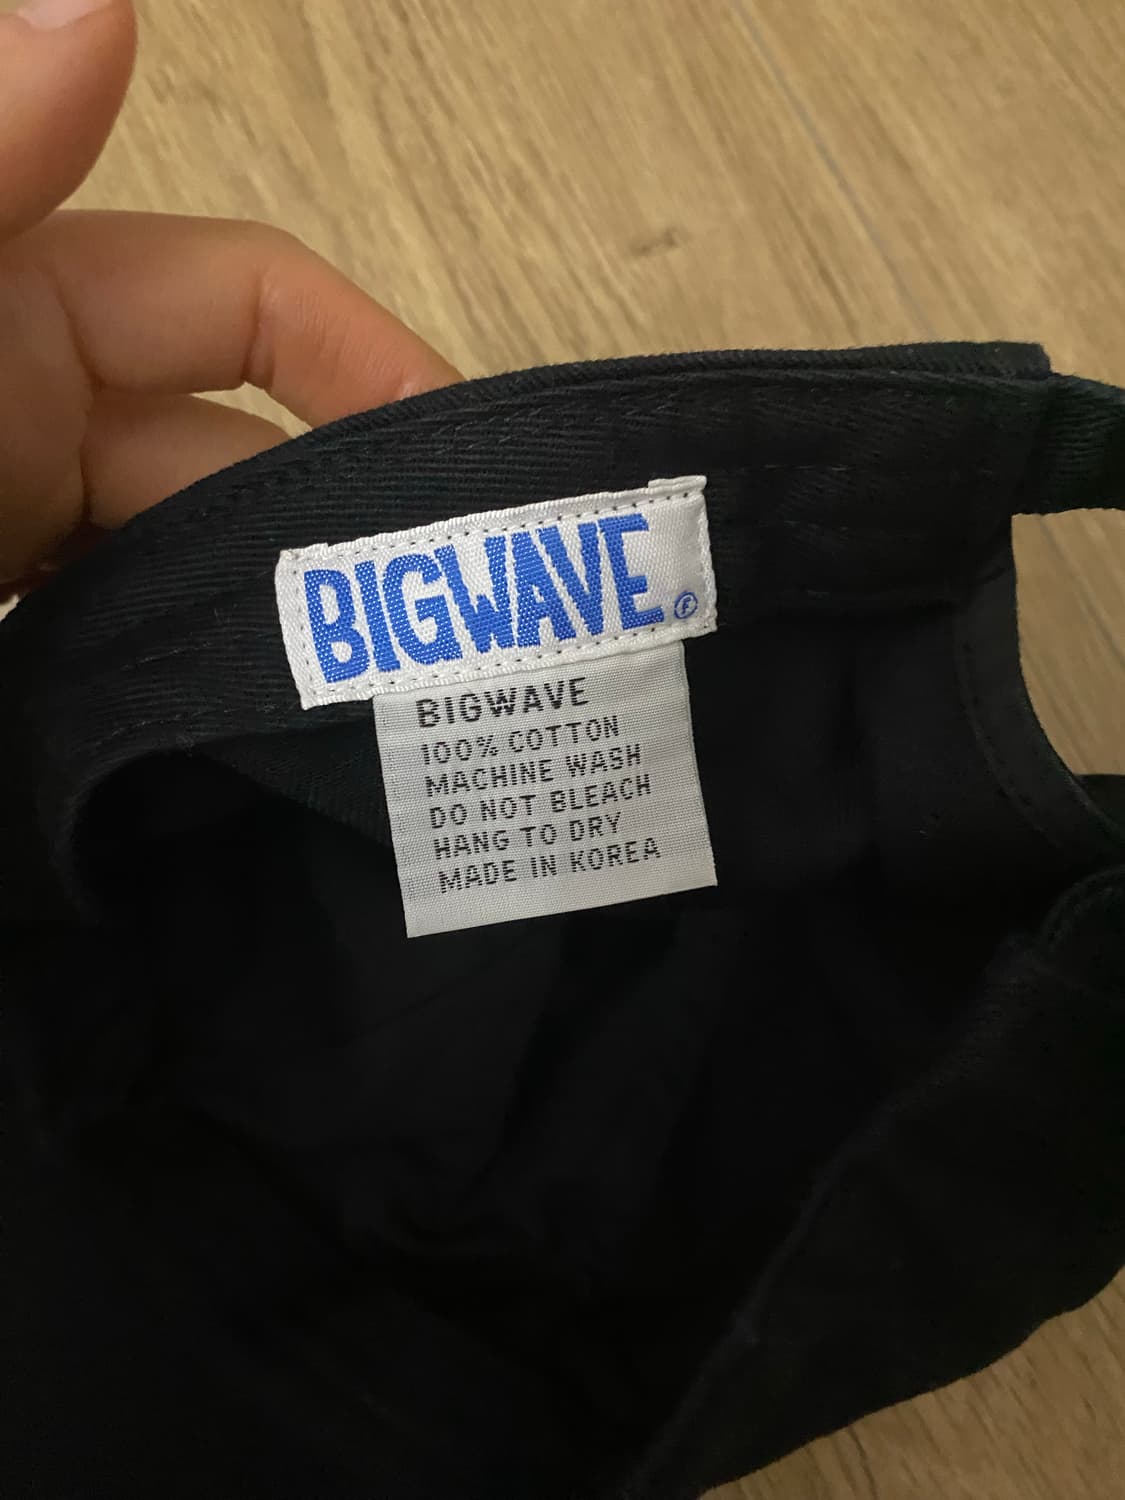 BIGWAVE Ⓕ
BIGWAVE
100% COTTON
MACHINE WASH
DO NOT BLEACH
HANG TO DRY
MADE IN KOREA